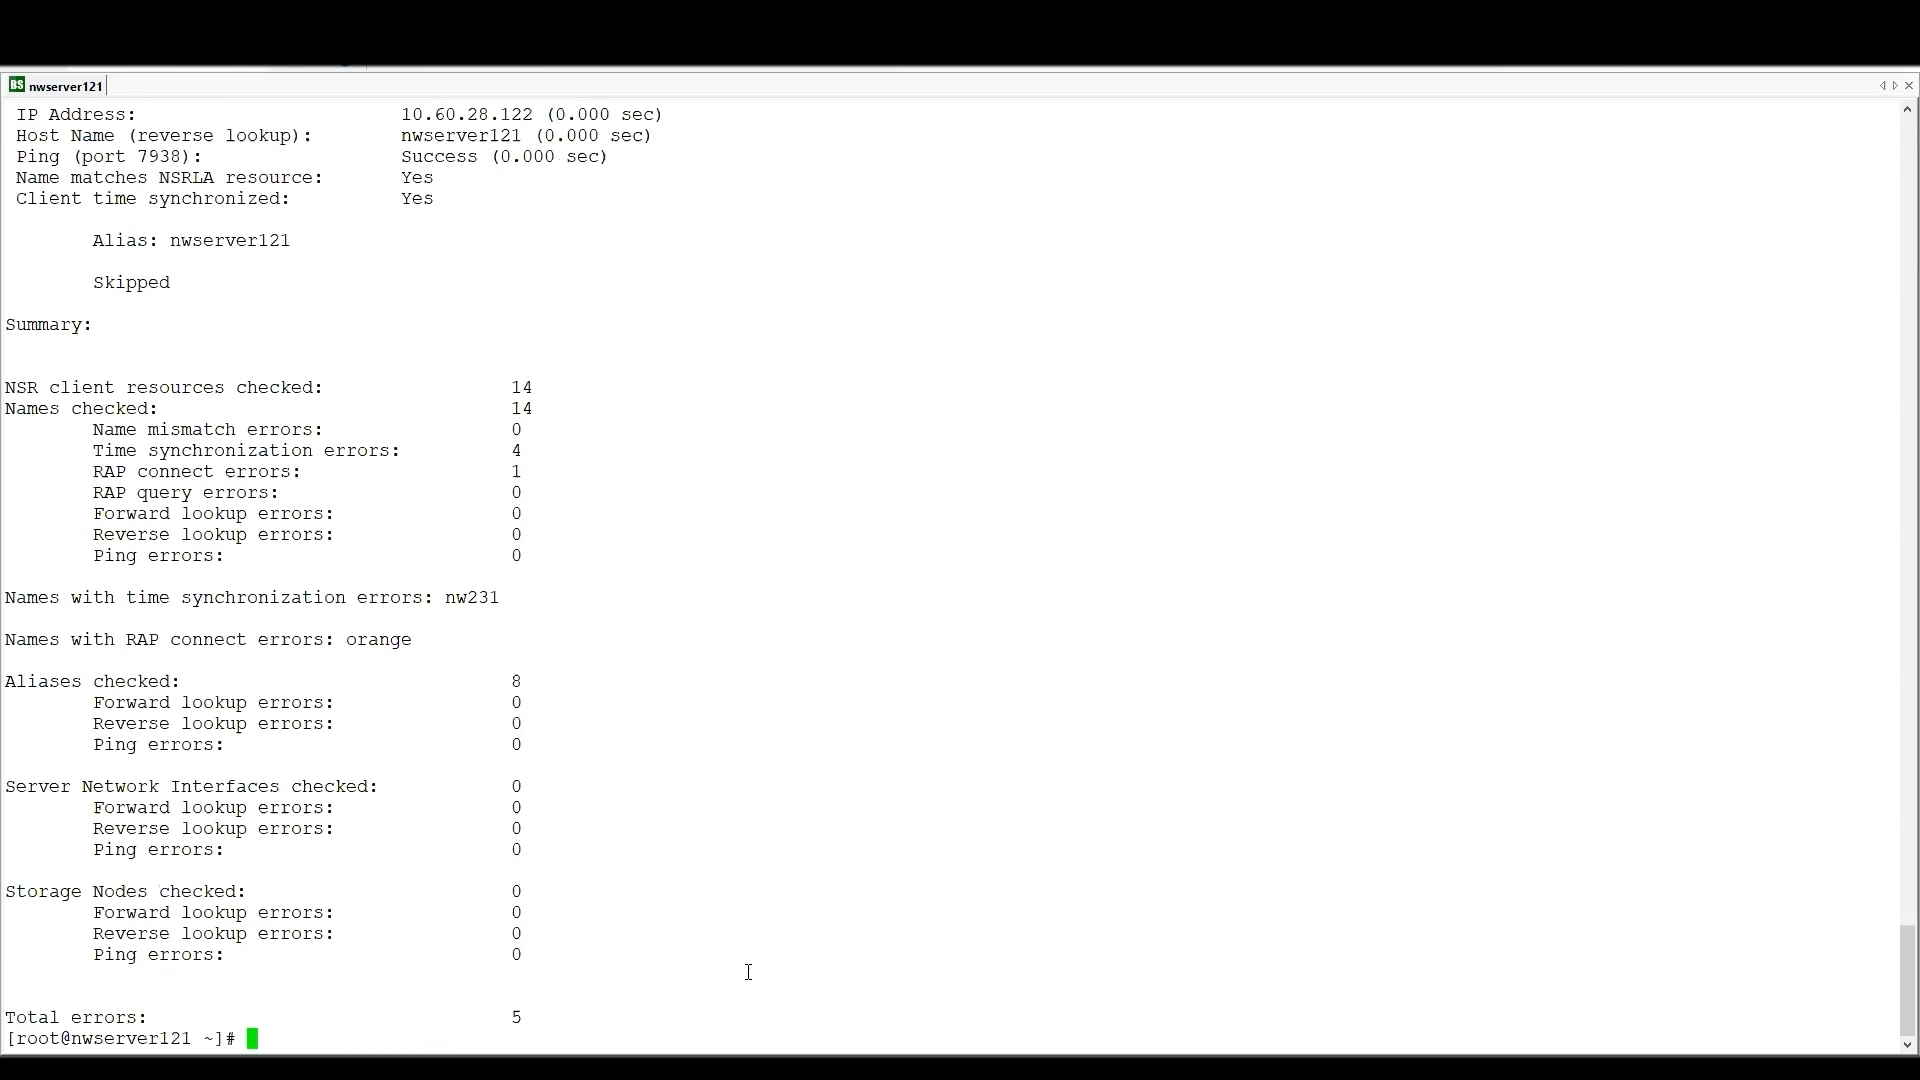 BS nwserver121
IP Address: 10.60.28.122 (0.000 sec)
Host Name (reverse lookup): nwserver121 (0.000 sec)
Ping (port 7938): Success (0.000 sec)
Name matches NSRLA resource: Yes
Client time synchronized: Yes
Alias: nwserver121
Skipped
Summary:
NSR client resources checked: 14
Names checked: 14
Name mismatch errors: 0
Time synchronization errors: 4
RAP connect errors: 1
RAP query errors: 0
Forward lookup errors: 0
Reverse lookup errors: 0
Ping errors: 0
Names with time synchronization errors: nw231
Names with RAP connect errors: orange
Aliases checked: 8
Forward lookup errors: 0
Reverse lookup errors: 0
Ping errors: 0
Server Network Interfaces checked: 0
Forward lookup errors: 0
Reverse lookup errors: 0
Ping errors: 0
Storage Nodes checked: 0
Forward lookup errors: 0
Reverse lookup errors: 0
Ping errors: 0
Total errors: 5
[root@nwserver121 ~]#